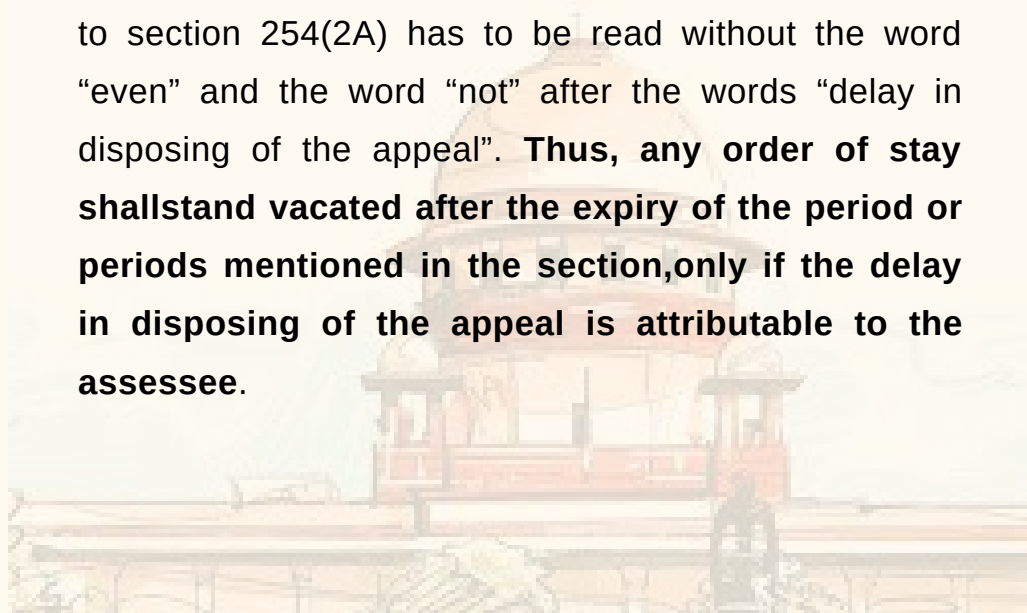 to section 254(2A) has to be read without the word
“even” and the word “not” after the words “delay in
disposing of the appeal”. Thus, any order of stay
shallstand vacated after the expiry of the period or
periods mentioned in the section,only if the delay
in disposing of the appeal is attributable to the
assessee.